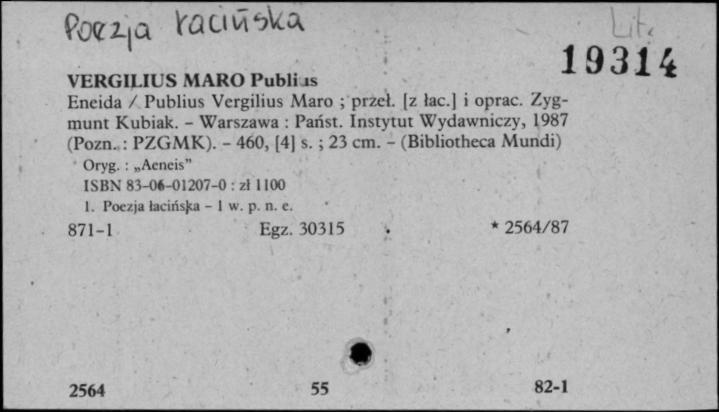 Poezja łacińska
Lit.
19314
VERGILIUS MARO Publius
Eneida / Publius Vergilius Maro ; przeł. [z łac.] i oprac. Zyg-
munt Kubiak. – Warszawa : Państ. Instytut Wydawniczy, 1987
(Pozn. : PZGMK). – 460, [4] s. ; 23 cm. – (Bibliotheca Mundi)
Oryg. : „Aeneis”
ISBN 83-06-01207-0 : zł 1100
1. Poezja łacińska – 1 w. p. n. e.
871-1 Egz. 30315 * 2564/87
2564 55 82-1